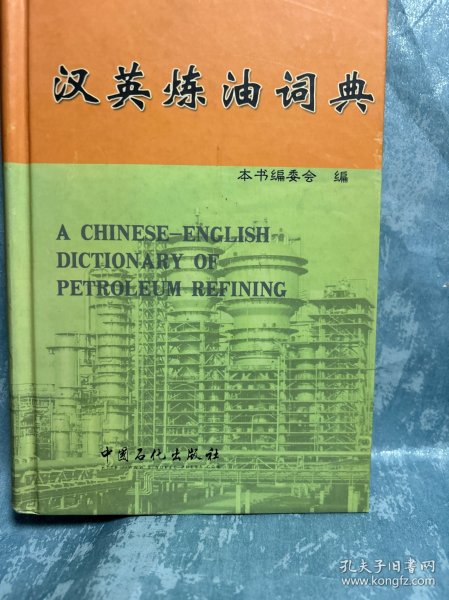 汉英炼油词典
本书编委会 编
A CHINESE-ENGLISH
DICTIONARY OF
PETROLEUM REFINING
中国石化出版社
孔夫子旧书网
www.kongfz.com